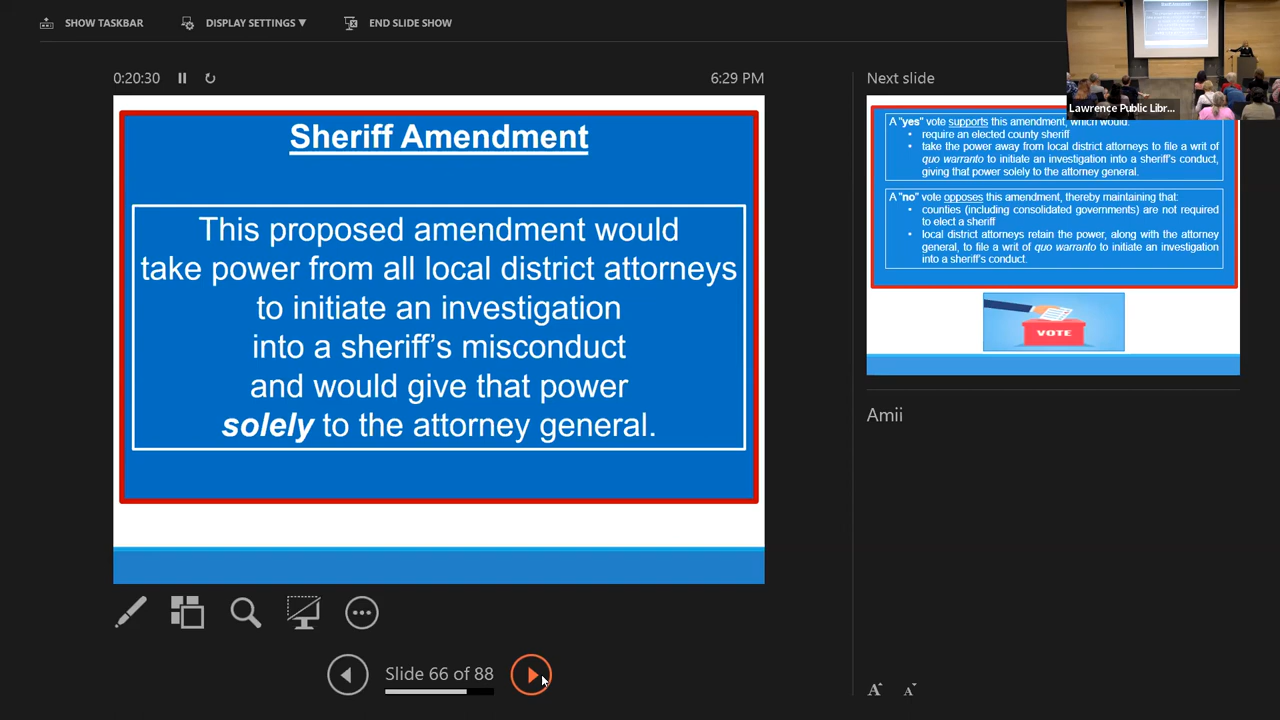 SHOW TASKBAR
DISPLAY SETTINGS ▼
END SLIDE SHOW
0:20:30
6:29 PM
Sheriff Amendment
This proposed amendment would
take power from all local district attorneys
to initiate an investigation
into a sheriff's misconduct
and would give that power
solely to the attorney general.
Slide 66 of 88
Next slide
Lawrence Public Libr...
A "yes" vote supports this amendment, which would:
• require an elected county sheriff
• take the power away from local district attorneys to file a writ of
quo warranto to initiate an investigation into a sheriff's conduct,
giving that power solely to the attorney general.
A "no" vote opposes this amendment, thereby maintaining that:
• counties (including consolidated governments) are not required
to elect a sheriff
• local district attorneys retain the power, along with the attorney
general, to file a writ of quo warranto to initiate an investigation
into a sheriff's conduct.
VOTE
Amii
A A